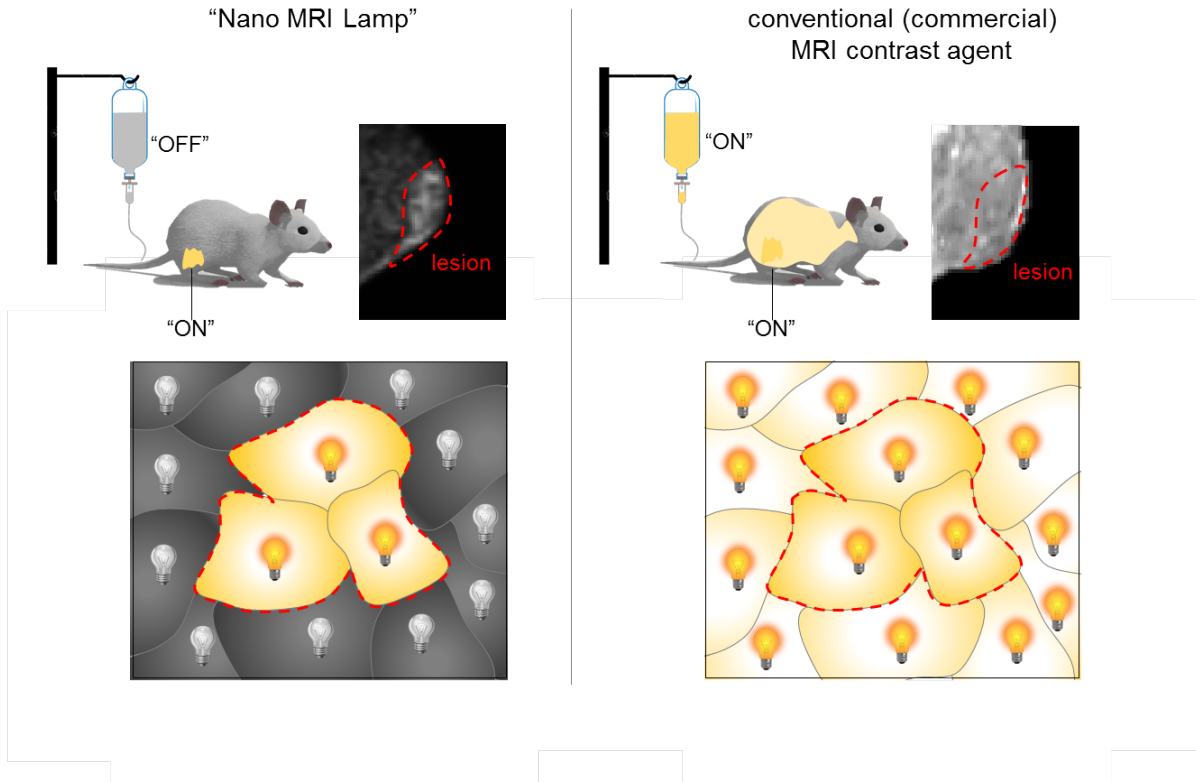 “Nano MRI Lamp”
“OFF”
lesion
“ON”
conventional (commercial)
MRI contrast agent
“ON”
lesion
“ON”